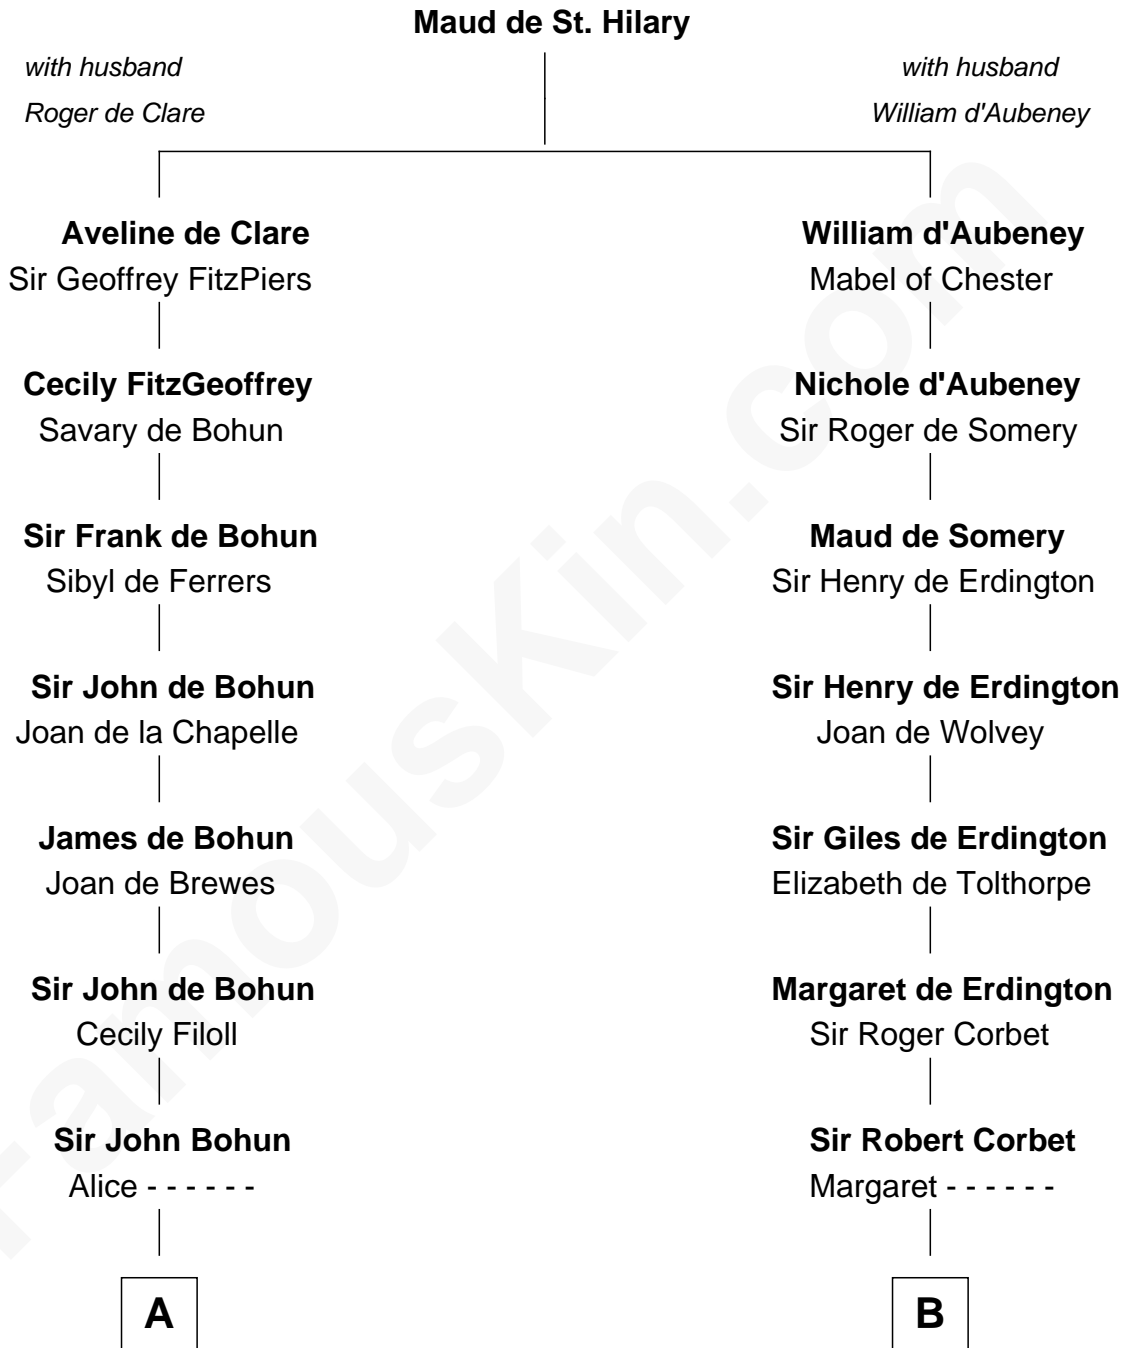 Maud de St. Hilary
with husband
Roger de Clare
with husband
William d'Aubeney
Aveline de Clare
Sir Geoffrey FitzPiers
William d'Aubeney
Mabel of Chester
Cecily FitzGeoffrey
Savary de Bohun
Nichole d'Aubeney
Sir Roger de Somery
Sir Frank de Bohun
Sibyl de Ferrers
Maud de Somery
Sir Henry de Erdington
Sir John de Bohun
Joan de la Chapelle
Sir Henry de Erdington
Joan de Wolvey
James de Bohun
Joan de Brewes
Sir Giles de Erdington
Elizabeth de Tolthorpe
Sir John de Bohun
Cecily Filoll
Margaret de Erdington
Sir Roger Corbet
Sir John Bohun
Alice - - - - - -
Sir Robert Corbet
Margaret - - - - - -
A
B
FamousKin.com